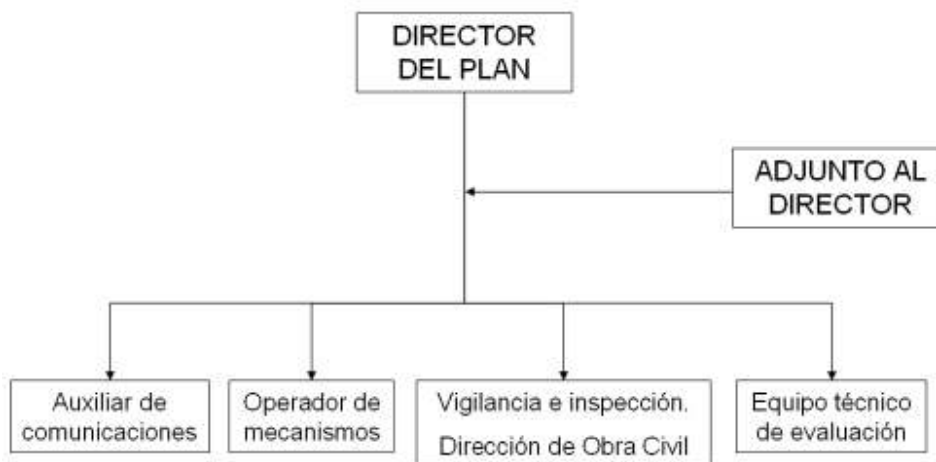 DIRECTOR
DEL PLAN
ADJUNTO AL
DIRECTOR
Auxiliar de
comunicaciones
Operador de
mecanismos
Vigilancia e inspección.
Dirección de Obra Civil
Equipo técnico
de evaluación